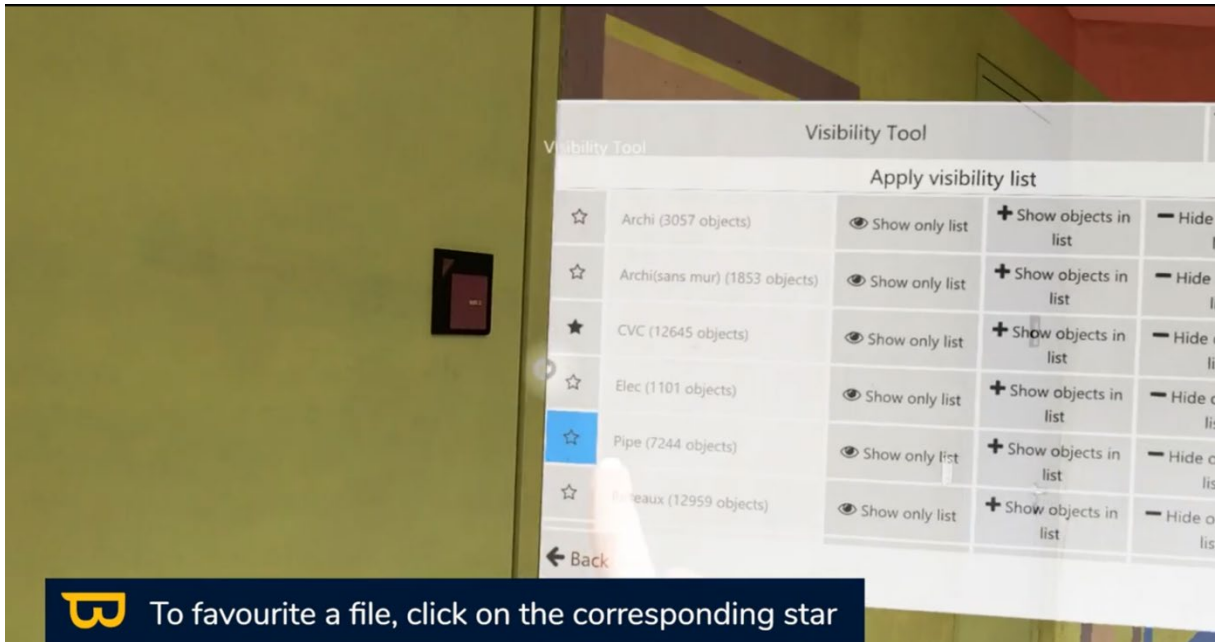 Visibility Tool
Visibility Tool
Apply visibility list
Archi (3057 objects)
Show only list
Show objects in
list
Hide
Archi(sans mur) (1853 objects)
Show only list
Show objects in
list
Hide
CVC (12645 objects)
Show only list
Show objects in
list
Hide
Elec (1101 objects)
Show only list
Show objects in
list
Hide
Pipe (7244 objects)
Show only list
Show objects in
list
Hide
(12959 objects)
Show only list
Show objects in
list
Hide
Back
To favourite a file, click on the corresponding star